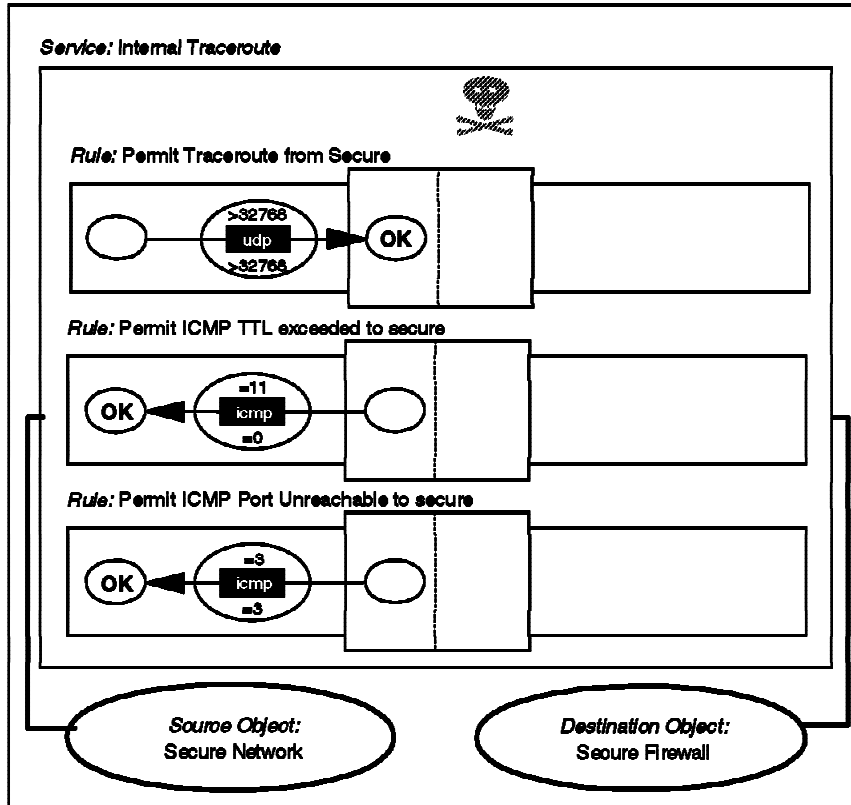 Service: Internal Traceroute
Rule: Permit Traceroute from Secure
>32768
udp
>32768
OK
Rule: Permit ICMP TTL exceeded to secure
OK
=11
icmp
=0
Rule: Permit ICMP Port Unreachable to secure
OK
=3
icmp
=3
Source Object:
Secure Network
Destination Object:
Secure Firewall